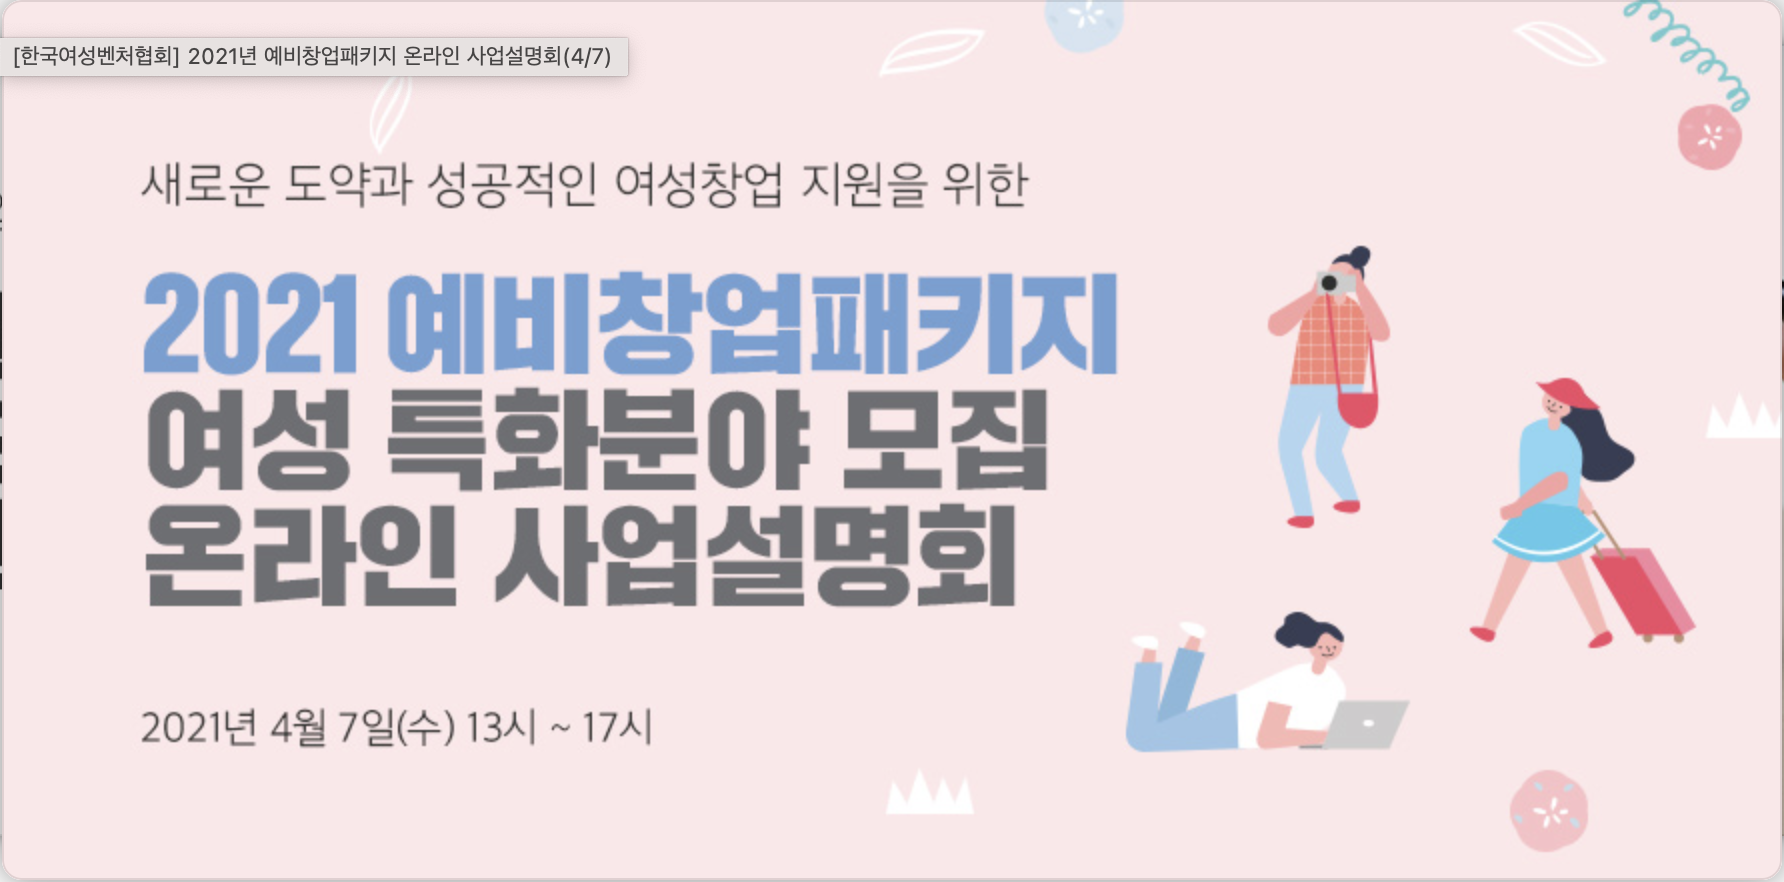 [한국여성벤처협회] 2021년 예비창업패키지 온라인 사업설명회(4/7)
새로운 도약과 성공적인 여성창업 지원을 위한
2021 예비창업패키지
여성 특화분야 모집
온라인 사업설명회
2021년 4월 7일(수) 13시 ~ 17시